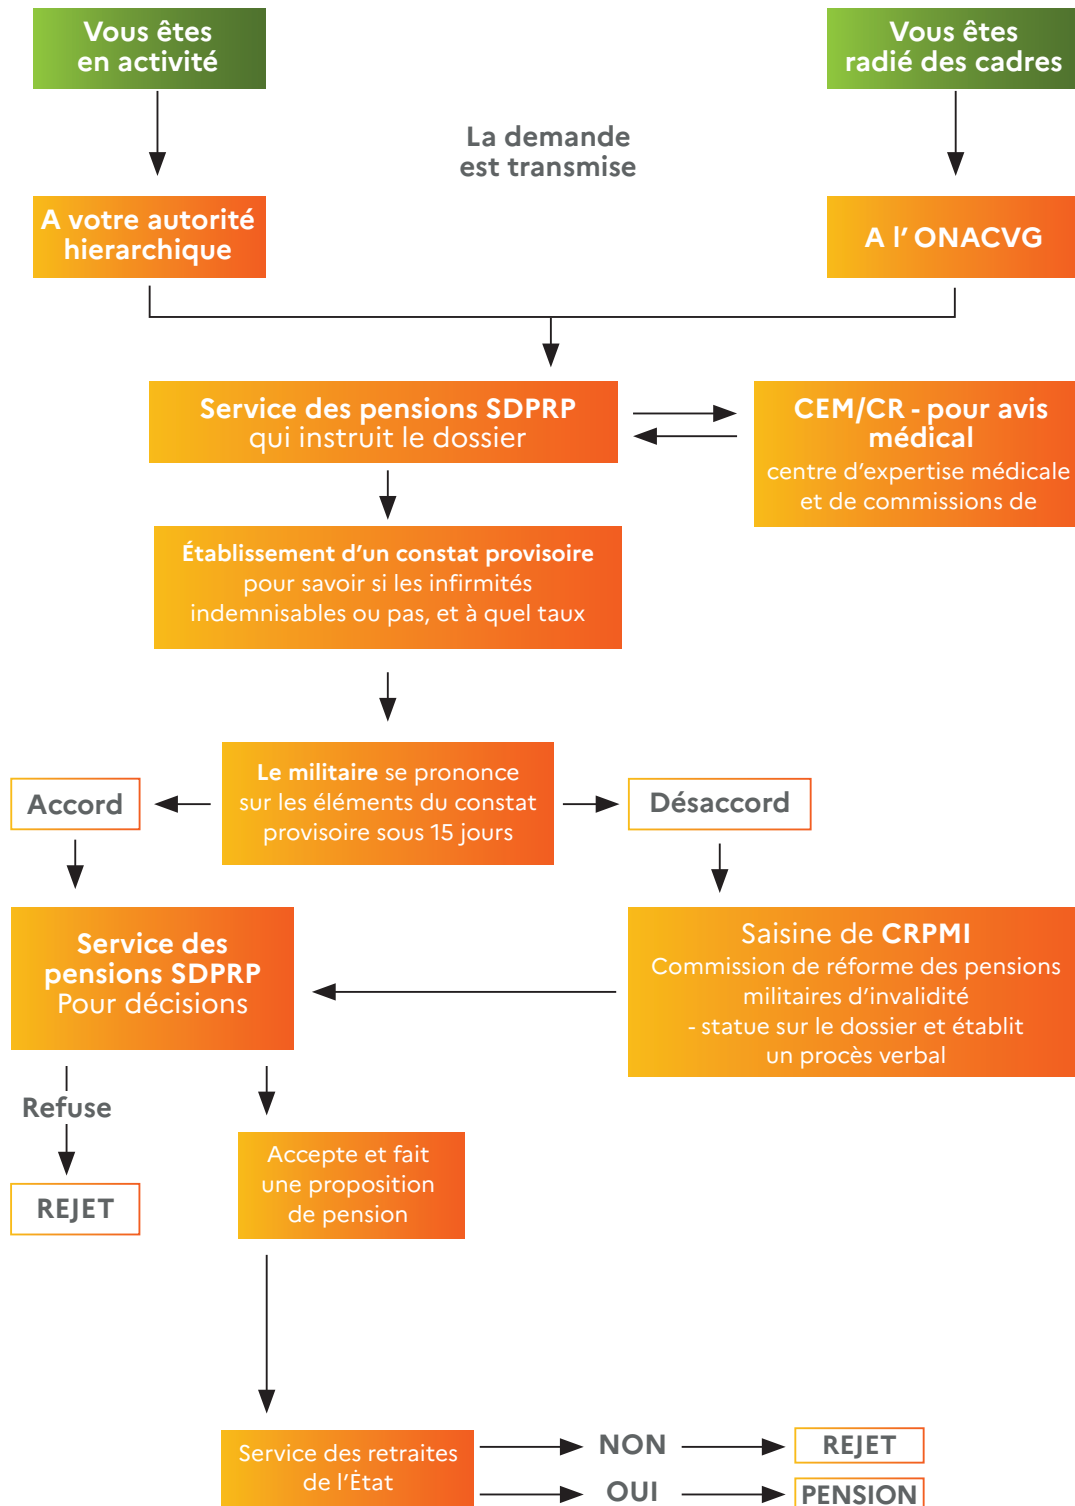 Vous êtes
en activité
Vous êtes
radié des cadres
La demande
est transmise
A votre autorité
hierarchique
A l' ONACVG
Service des pensions SDPRP
qui instruit le dossier
CEM/CR - pour avis
médical
centre d'expertise médicale
et de commissions de
Établissement d'un constat provisoire
pour savoir si les infirmités
indemnisables ou pas, et à quel taux
Le militaire se prononce
sur les éléments du constat
provisoire sous 15 jours
Accord
Désaccord
Service des
pensions SDPRP
Pour décisions
Saisine de CRPMI
Commission de réforme des pensions
militaires d'invalidité
- statue sur le dossier et établit
un procès verbal
Refuse
REJET
Accepte et fait
une proposition
de pension
Service des retraites
de l'État
NON
REJET
OUI
PENSION